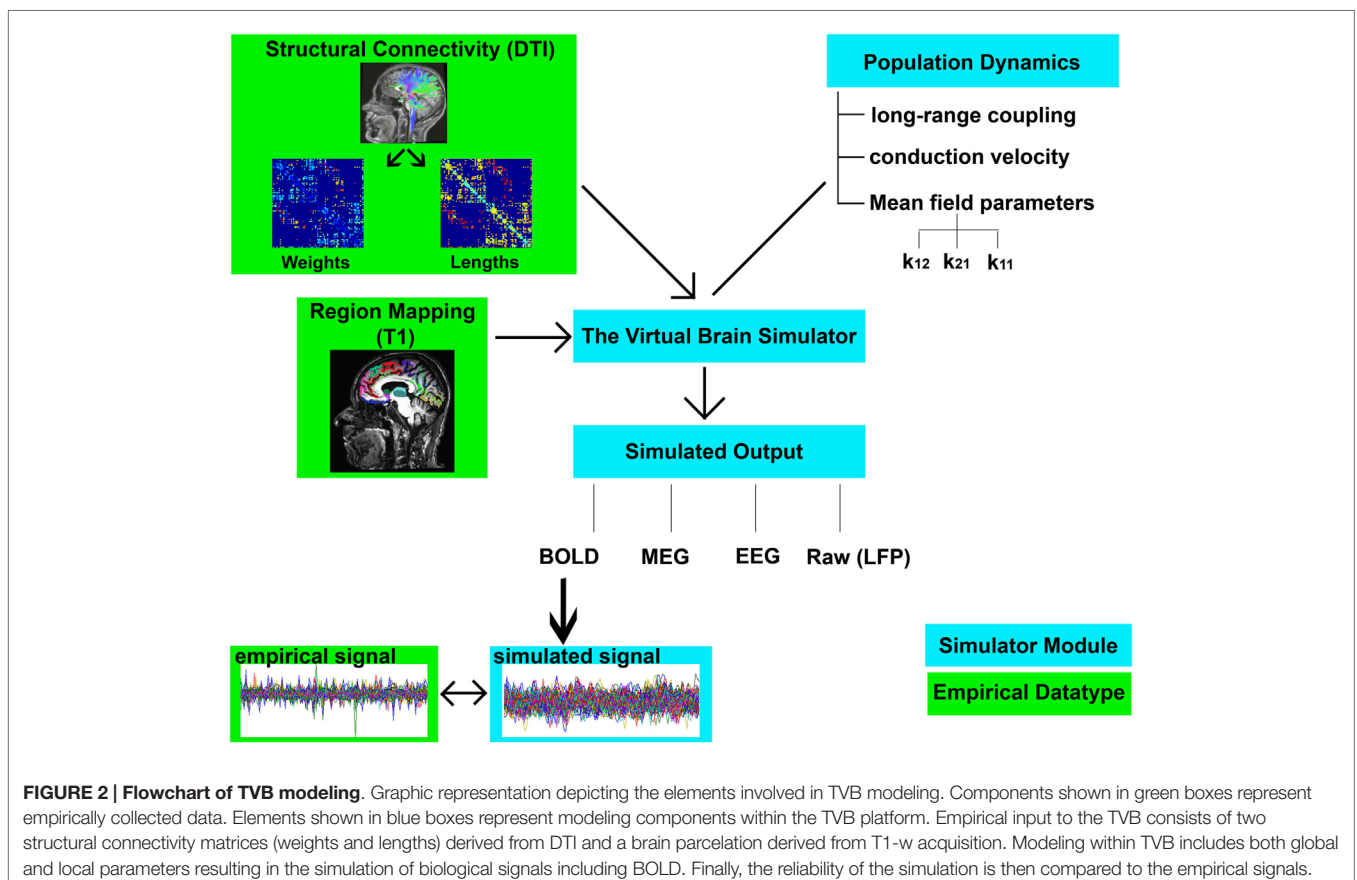 Structural Connectivity (DTI)
Weights
Lengths
Population Dynamics
long-range coupling
conduction velocity
Mean field parameters
k12 k21 k11
Region Mapping
(T1)
The Virtual Brain Simulator
Simulated Output
BOLD MEG EEG Raw (LFP)
empirical signal
simulated signal
Simulator Module
Empirical Datatype
FIGURE 2 | Flowchart of TVB modeling. Graphic representation depicting the elements involved in TVB modeling. Components shown in green boxes represent
empirically collected data. Elements shown in blue boxes represent modeling components within the TVB platform. Empirical input to the TVB consists of two
structural connectivity matrices (weights and lengths) derived from DTI and a brain parcelation derived from T1-w acquisition. Modeling within TVB includes both global
and local parameters resulting in the simulation of biological signals including BOLD. Finally, the reliability of the simulation is then compared to the empirical signals.